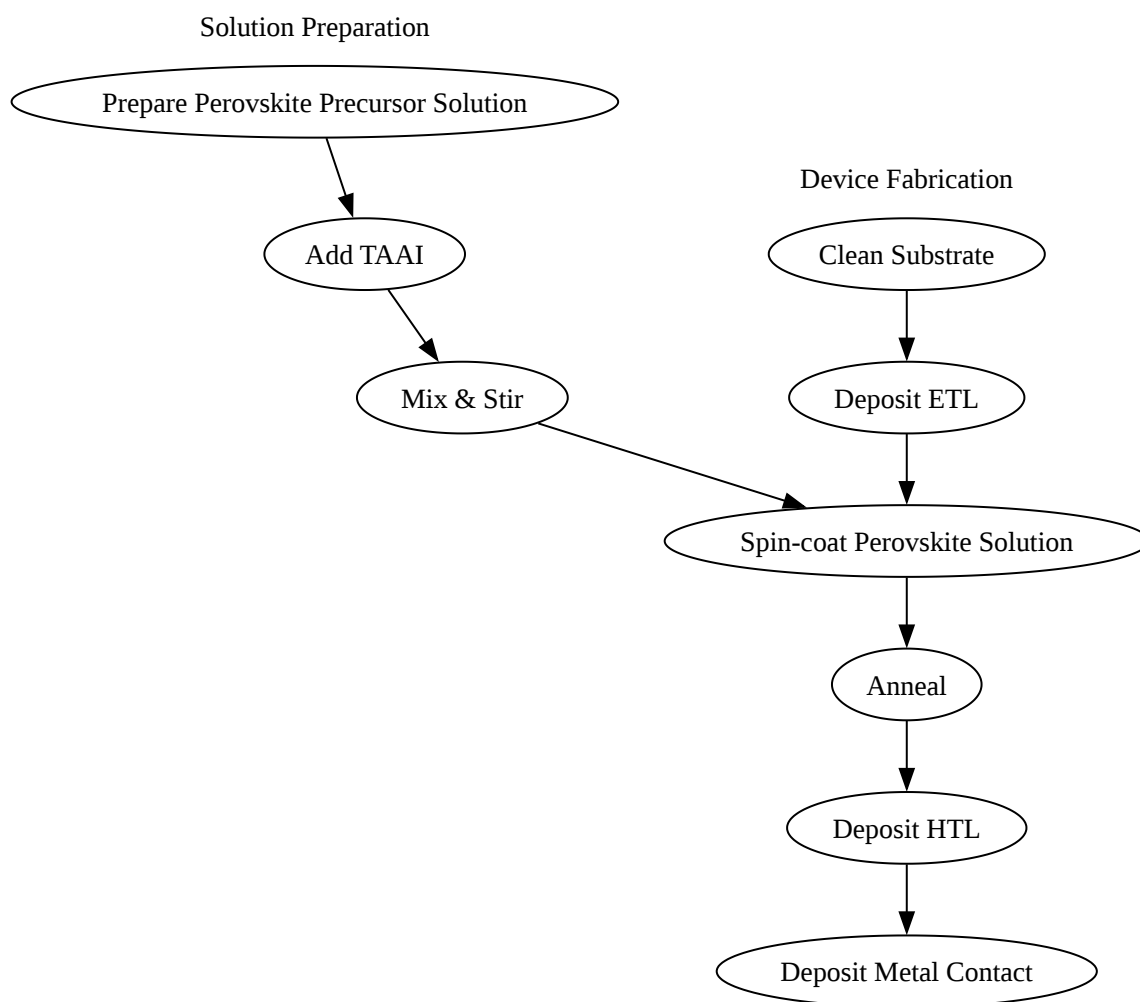 Solution Preparation
Prepare Perovskite Precursor Solution
Add TAAI
Mix & Stir
Device Fabrication
Clean Substrate
Deposit ETL
Spin-coat Perovskite Solution
Anneal
Deposit HTL
Deposit Metal Contact